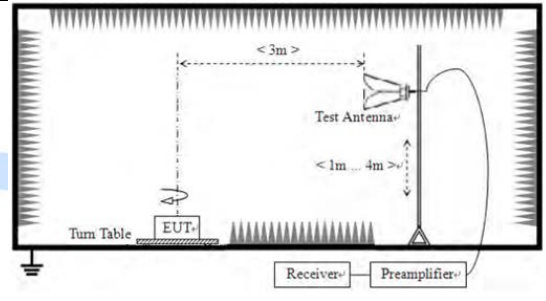 < 3m >
Test Antenna
< 1m ... 4m >
EUT
Turn Table
Receiver
Preamplifier